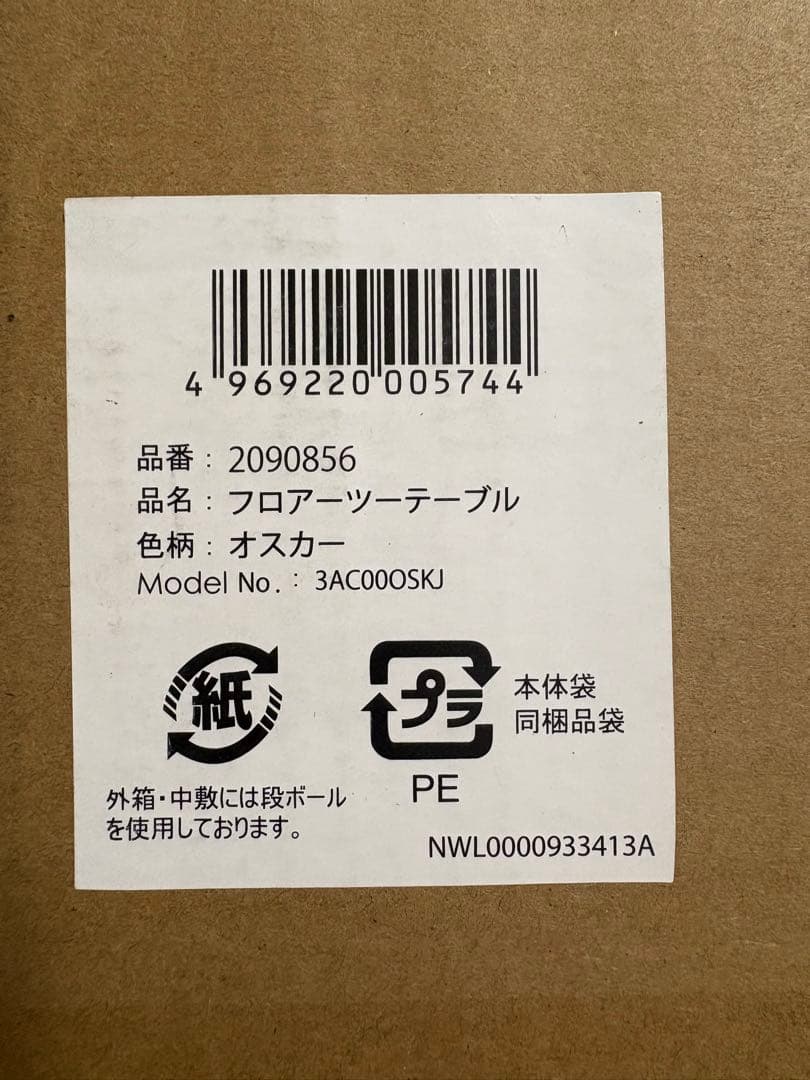 4 969220 005744
品番：2090856
品名：フロアーツーテーブル
色柄：オスカー
Model No.：3AC00OSKJ
紙
プラ
本体袋
同梱品袋
PE
外箱・中敷には段ボール
を使用しております。
NWL0000933413A